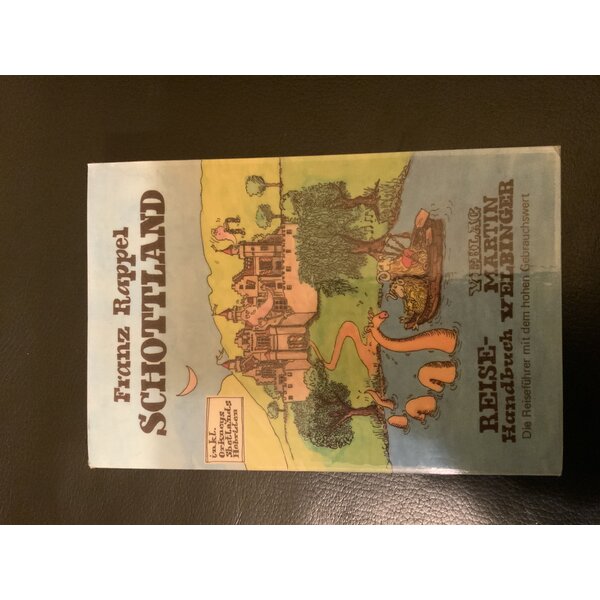 Franz Rappel
SCHOTTLAND
inkl.
Orkneys
Shetlands
Hebriden
REISE-
Handbuch
VERLAG
MARTIN
VELBINGER
Die Reiseführer mit dem hohen Gebrauchswert